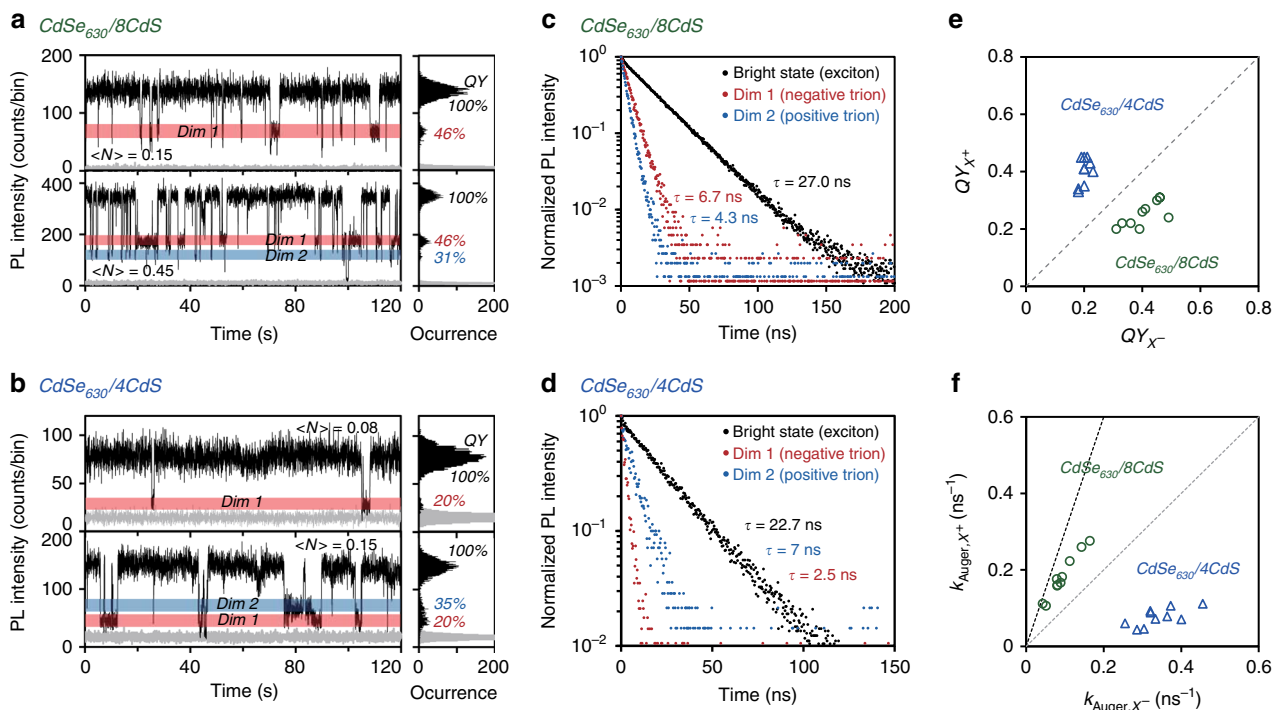 a CdSe630/8CdS
PL intensity (counts/bin)
200
100
0
Dim 1
<N> = 0.15
QY
100%
46%
400
200
0
Dim 1
Dim 2
<N> = 0.45
100%
46%
31%
0 40 80 120
Time (s)
0 200
Ocurrence
b CdSe630/4CdS
PL intensity (counts/bin)
100
50
0
<N> = 0.08
Dim 1
QY
100%
20%
200
100
0
<N> = 0.15
Dim 2
Dim 1
100%
35%
20%
0 40 80 120
Time (s)
0 200
Ocurrence
c CdSe630/8CdS
Normalized PL intensity
10^0
10^−1
10^−2
10^−3
Bright state (exciton)
Dim 1 (negative trion)
Dim 2 (positive trion)
τ = 27.0 ns
τ = 6.7 ns
τ = 4.3 ns
0 50 100 150 200
Time (ns)
d CdSe630/4CdS
Normalized PL intensity
10^0
10^−1
10^−2
Bright state (exciton)
Dim 1 (negative trion)
Dim 2 (positive trion)
τ = 22.7 ns
τ = 7 ns
τ = 2.5 ns
0 50 100 150
Time (ns)
e
QYX+
0.8
0.6
0.4
0.2
0
CdSe630/4CdS
CdSe630/8CdS
0 0.2 0.4 0.6 0.8
QYX−
f
kAuger,X+ (ns−1)
0.6
0.4
0.2
0
CdSe630/8CdS
CdSe630/4CdS
0 0.2 0.4 0.6
kAuger,X− (ns−1)